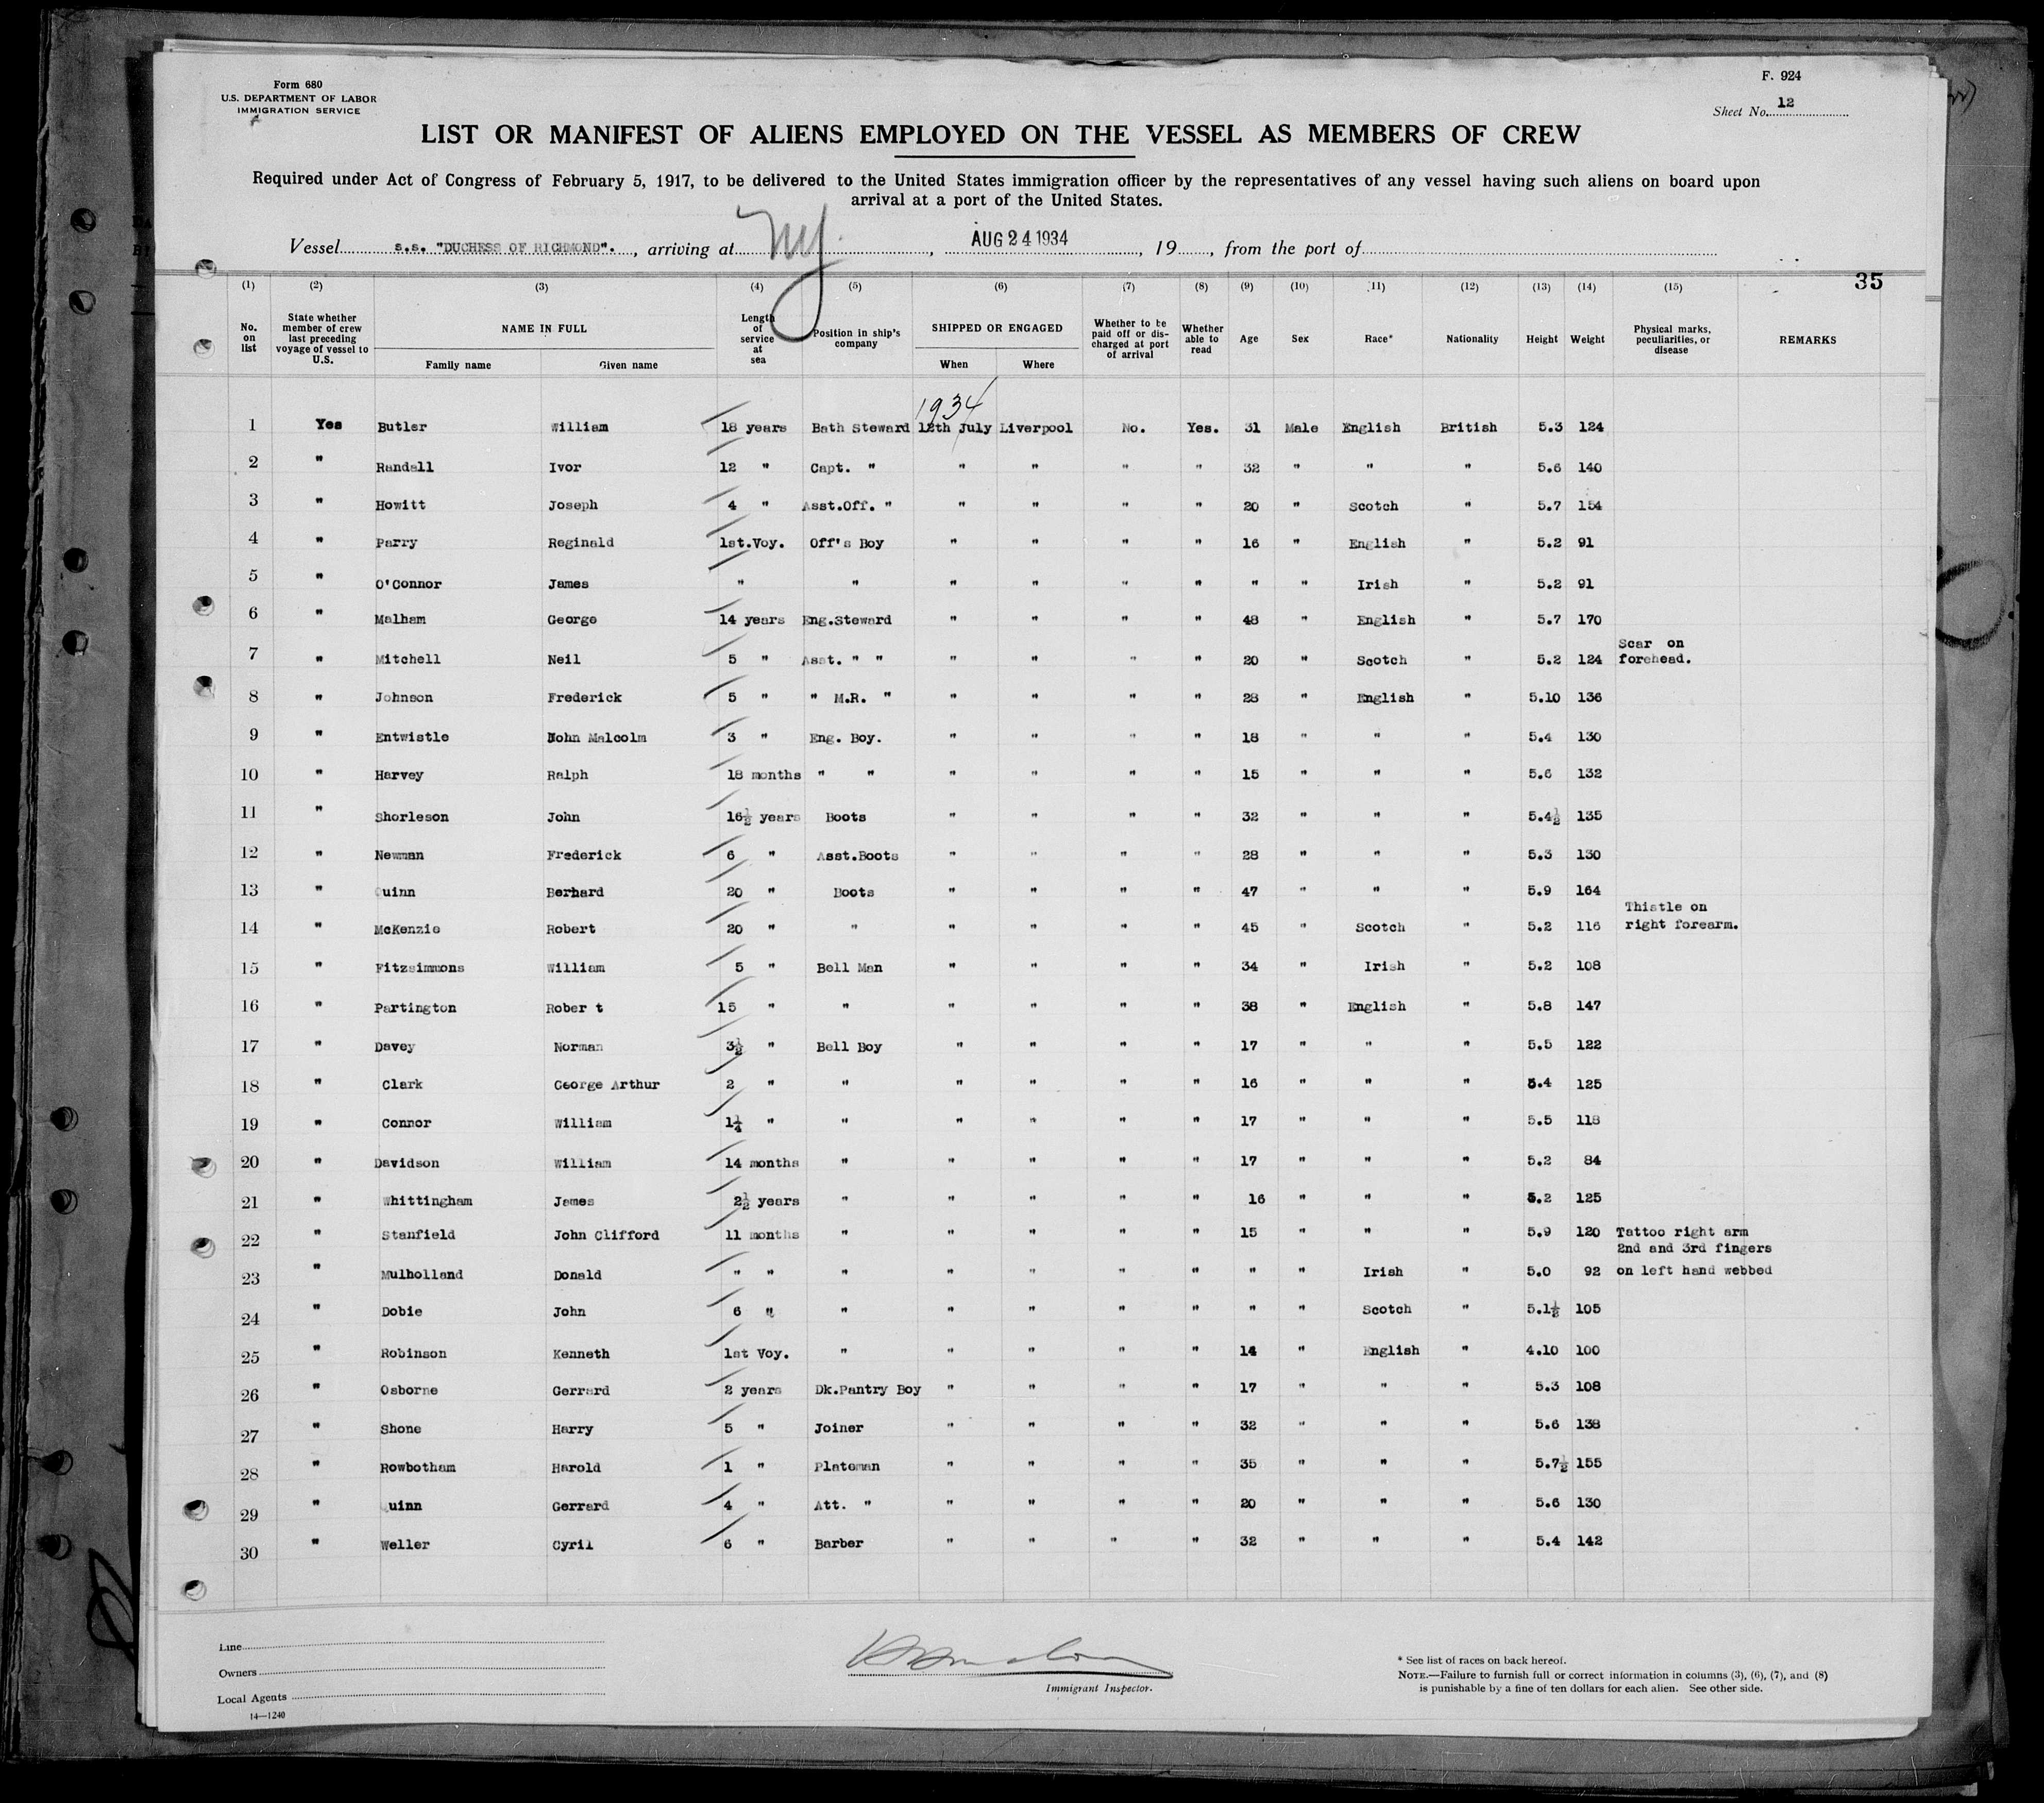 Form 680
U.S. DEPARTMENT OF LABOR
IMMIGRATION SERVICE
F. 924
Sheet No. 12
LIST OR MANIFEST OF ALIENS EMPLOYED ON THE VESSEL AS MEMBERS OF CREW
Required under Act of Congress of February 5, 1917, to be delivered to the United States immigration officer by the representatives of any vessel having such aliens on board upon
arrival at a port of the United States.
Vessel s.s. "DUCHESS OF RICHMOND". , arriving at NY , AUG 24 1934 , 19 , from the port of
35
(1) (2) (3) (4) (5) (6) (7) (8) (9) (10) (11) (12) (13) (14) (15)
No. on list | State whether member of crew last preceding voyage of vessel to U.S. | NAME IN FULL | Family name | Given name | Length of service at sea | Position in ship's company | SHIPPED OR ENGAGED | When | Where | Whether to be paid off or discharged at port of arrival | Whether able to read | Age | Sex | Race* | Nationality | Height | Weight | Physical marks, peculiarities, or disease | REMARKS
1934
1 Yes Butler William 18 years Bath Steward 12th July Liverpool No. Yes. 31 Male English British 5.3 124
2 " Randall Ivor 12 " Capt. " " " " " 32 " " " 5.6 140
3 " Howitt Joseph 4 " Asst.Off. " " " " " 20 " Scotch " 5.7 154
4 " Parry Reginald 1st.Voy. Off's Boy " " " " 16 " English " 5.2 91
5 " O'Connor James " " " " " " " " Irish " 5.2 91
6 " Malham George 14 years Eng.Steward " " " " 48 " English " 5.7 170
7 " Mitchell Neil 5 " Asst. " " " " " " 20 " Scotch " 5.2 124 Scar on forehead.
8 " Johnson Frederick 5 " " M.R. " " " " " 28 " English " 5.10 136
9 " Entwistle John Malcolm 3 " Eng. Boy. " " " " 18 " " " 5.4 130
10 " Harvey Ralph 18 months " " " " " " 15 " " " 5.6 132
11 " Shorleson John 16½ years Boots " " " " 32 " " " 5.4½ 135
12 " Newman Frederick 6 " Asst.Boots " " " " 28 " " " 5.3 130
13 " uinn Bernard 20 " Boots " " " " 47 " " " 5.9 164
14 " McKenzie Robert 20 " " " " " " 45 " Scotch " 5.2 116 Thistle on right forearm.
15 " Fitzsimmons William 5 " Bell Man " " " " 34 " Irish " 5.2 108
16 " Partington Rober t 15 " " " " " " 38 " English " 5.8 147
17 " Davey Norman 3½ " Bell Boy " " " " 17 " " " 5.5 122
18 " Clark George Arthur 2 " " " " " " 16 " " " 5.4 125
19 " Connor William 1¼ " " " " " " 17 " " " 5.5 118
20 " Davidson William 14 months " " " " " 17 " " " 5.2 84
21 " Whittingham James 2½ years " " " " " 16 " " " 5.2 125
22 " Stanfield John Clifford 11 months " " " " " 15 " " " 5.9 120 Tattoo right arm
23 " Mulholland Donald " " " " " " " " " Irish " 5.0 92 2nd and 3rd fingers on left hand webbed
24 " Dobie John 6 " " " " " " " " Scotch " 5.1½ 105
25 " Robinson Kenneth 1st Voy. " " " " " 14 " English " 4.10 100
26 " Osborne Gerrard 2 years Dk.Pantry Boy " " " " 17 " " " 5.3 108
27 " Shone Harry 5 " Joiner " " " " 32 " " " 5.6 138
28 " Rowbotham Harold 1 " Plateman " " " " 35 " " " 5.7½ 155
29 " uinn Gerrard 4 " Att. " " " " " 20 " " " 5.6 130
30 " Weller Cyril 6 " Barber " " " " 32 " " " 5.4 142
Line
Owners
Local Agents
14—1240
Immigrant Inspector.
* See list of races on back hereof.
NOTE.—Failure to furnish full or correct information in columns (3), (6), (7), and (8)
is punishable by a fine of ten dollars for each alien. See other side.